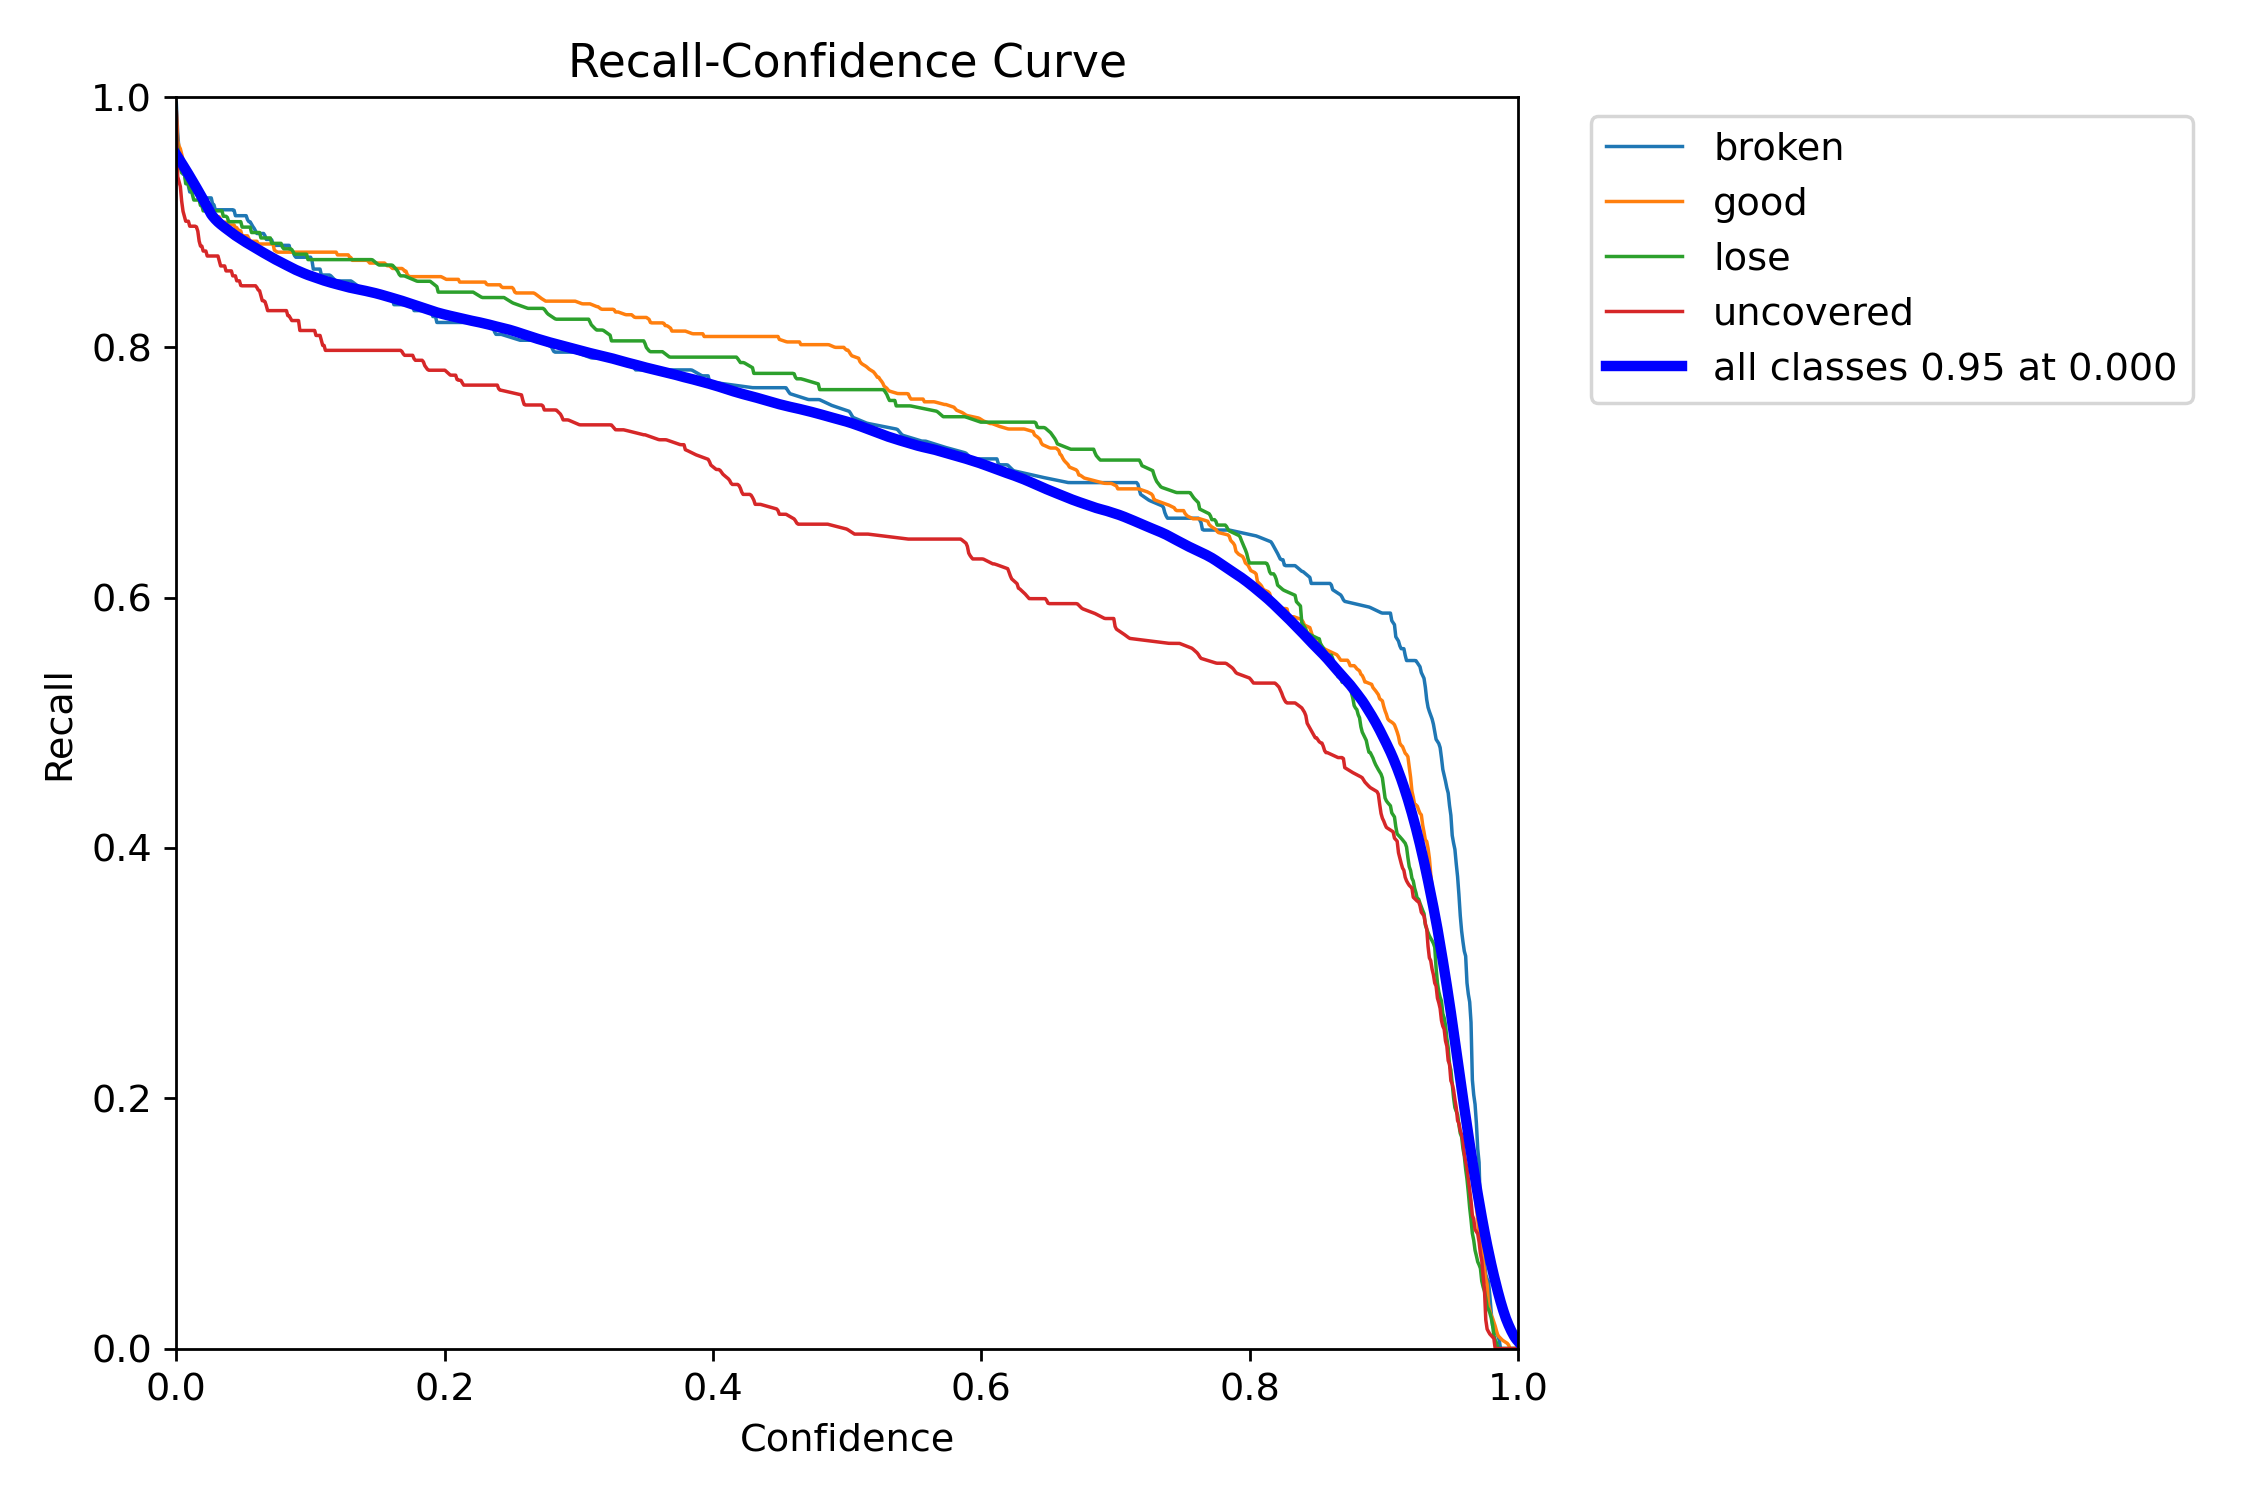 Recall-Confidence Curve
1.0
0.8
0.6
0.4
0.2
0.0
Recall
0.0 0.2 0.4 0.6 0.8 1.0
Confidence
broken
good
lose
uncovered
all classes 0.95 at 0.000